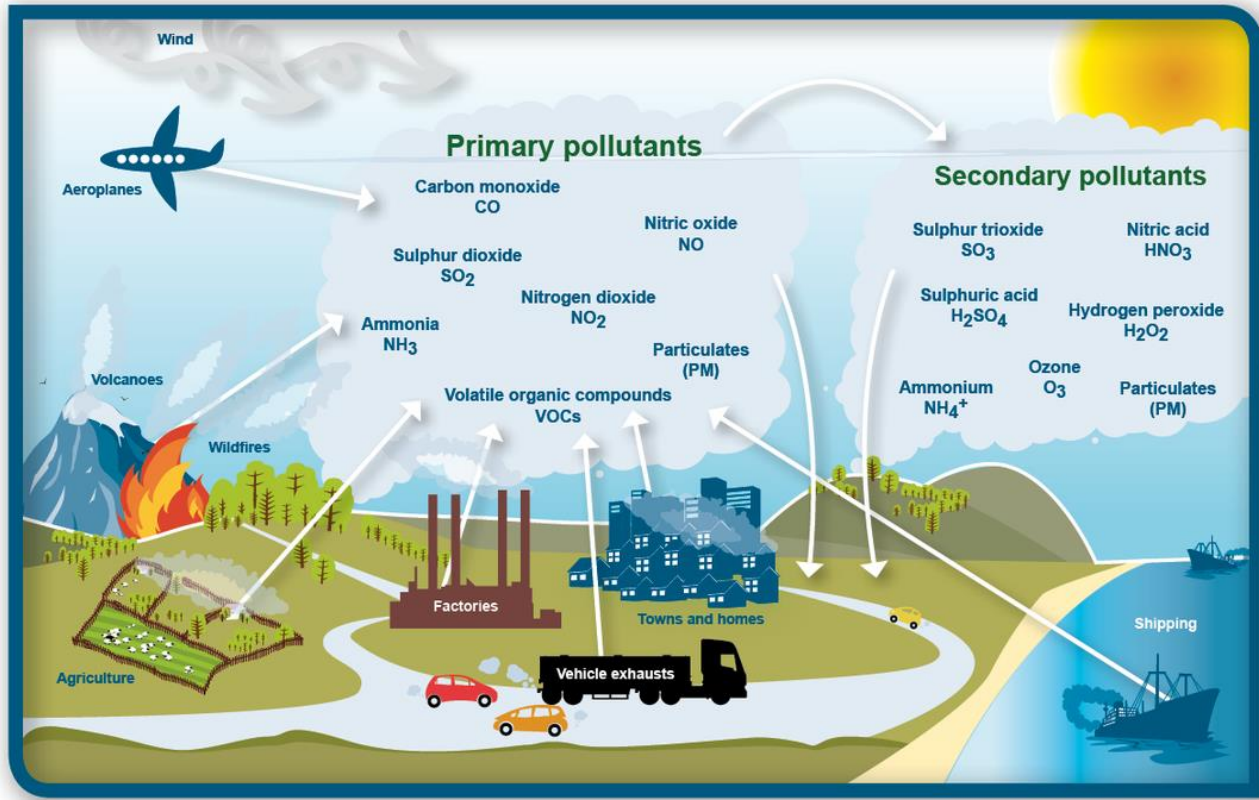 Wind
Aeroplanes
Primary pollutants
Carbon monoxide
CO
Nitric oxide
NO
Sulphur dioxide
SO2
Nitrogen dioxide
NO2
Ammonia
NH3
Particulates
(PM)
Volatile organic compounds
VOCs
Secondary pollutants
Sulphur trioxide
SO3
Nitric acid
HNO3
Sulphuric acid
H2SO4
Hydrogen peroxide
H2O2
Ozone
O3
Ammonium
NH4+
Particulates
(PM)
Volcanoes
Wildfires
Factories
Towns and homes
Shipping
Agriculture
Vehicle exhausts